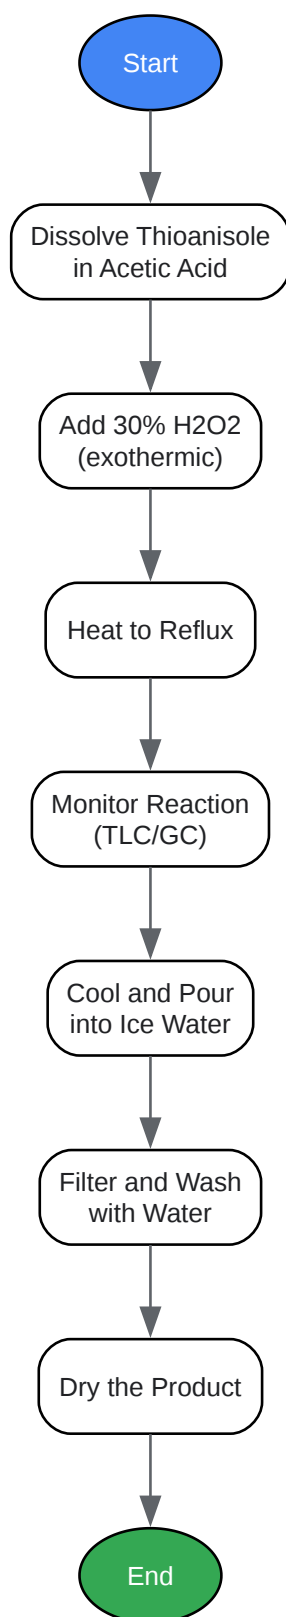 Start
Dissolve Thioanisole
in Acetic Acid
Add 30% H2O2
(exothermic)
Heat to Reflux
Monitor Reaction
(TLC/GC)
Cool and Pour
into Ice Water
Filter and Wash
with Water
Dry the Product
End